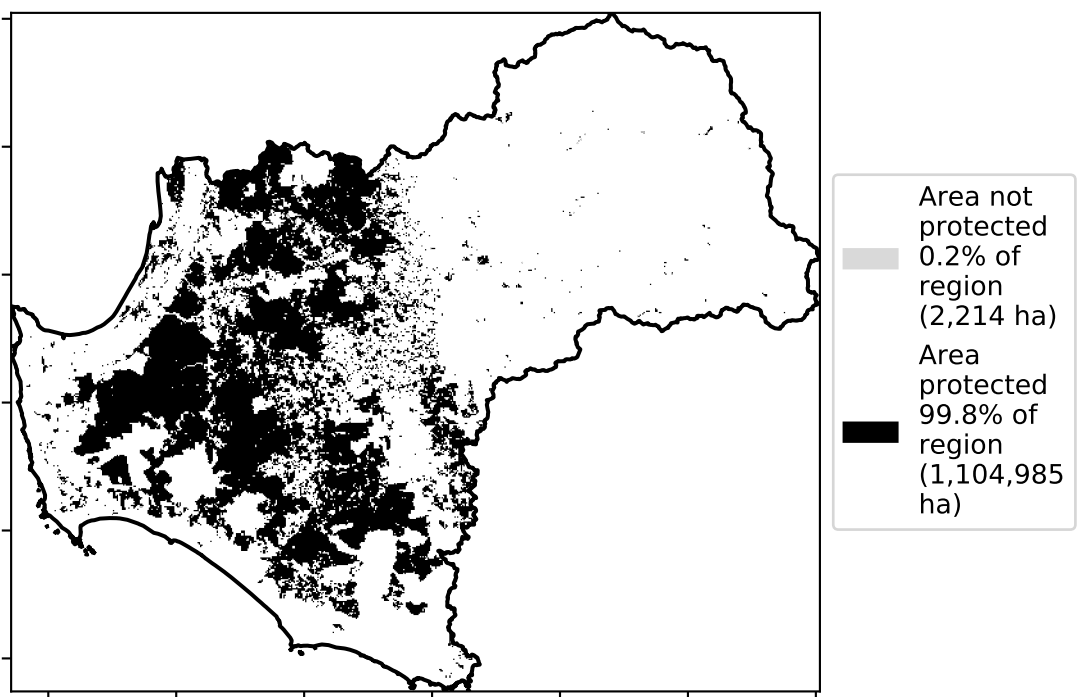 Area not
protected
0.2% of
region
(2,214 ha)
Area
protected
99.8% of
region
(1,104,985
ha)